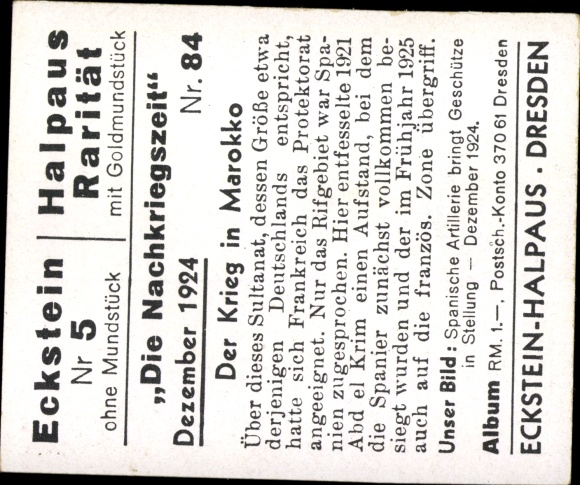 Eckstein | Halpaus
Nr 5 Rarität
ohne Mundstück mit Goldmundstück
„Die Nachkriegszeit“
Dezember 1924 Nr. 84
Der Krieg in Marokko
Über dieses Sultanat, dessen Größe etwa
derjenigen Deutschlands entspricht,
hatte sich Frankreich das Protektorat
angeeignet. Nur das Rifgebiet war Spa-
nien zugesprochen. Hier entfesselte 1921
Abd el Krim einen Aufstand, bei dem
die Spanier zunächst vollkommen be-
siegt wurden und der im Frühjahr 1925
auch auf die französ. Zone übergriff.
Unser Bild: Spanische Artillerie bringt Geschütze
in Stellung — Dezember 1924.
Album RM. 1.—, Postsch.-Konto 370 61 Dresden
ECKSTEIN-HALPAUS · DRESDEN